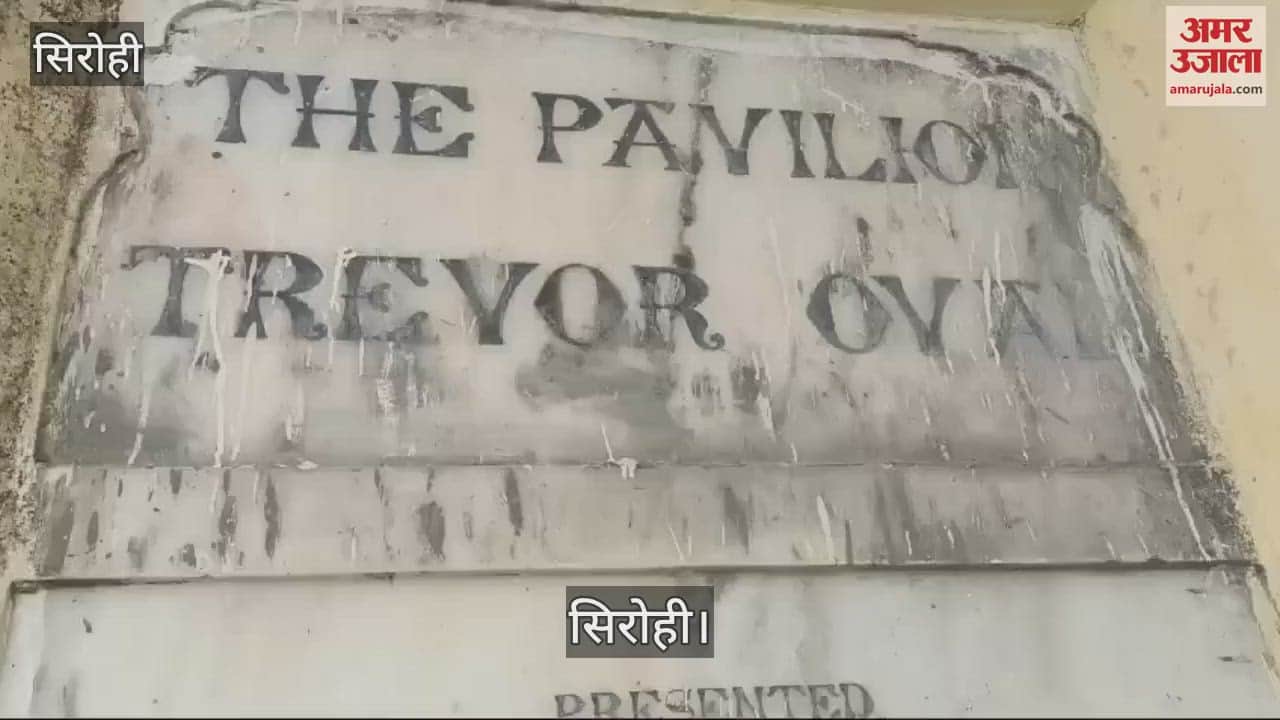 सिरोही
अमर
उजाला
amarujala.com
THE PAVILION
TREVOR OVAL
सिरोही।
PRESENTED